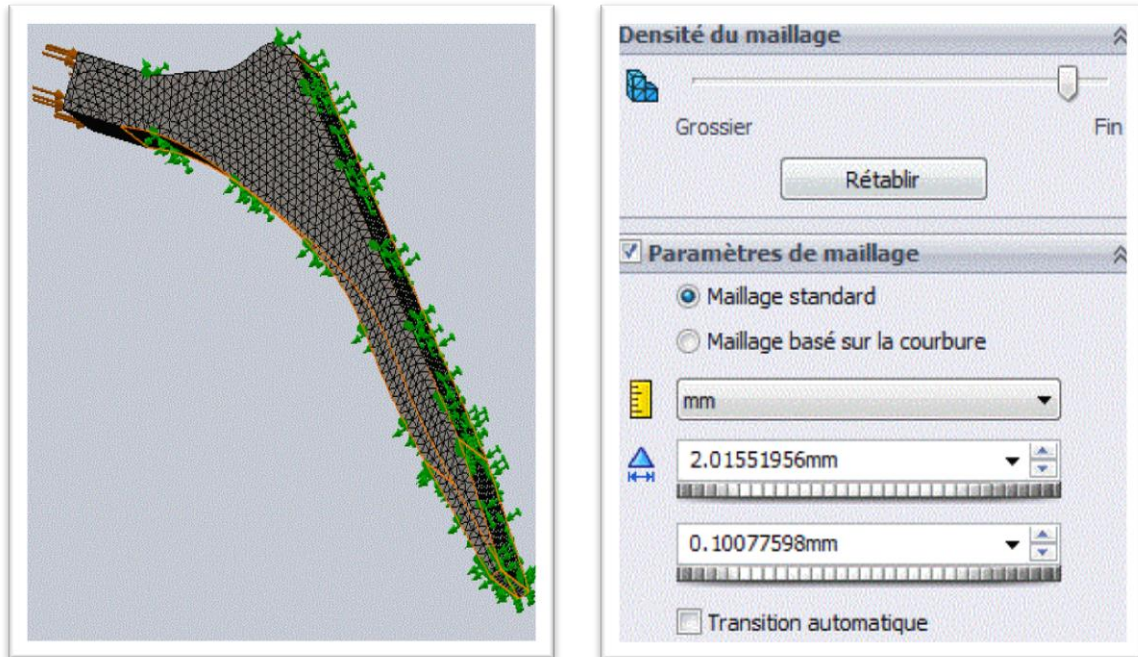 Densité du maillage
Grossier Fin
Rétablir
Paramètres de maillage
Maillage standard
Maillage basé sur la courbure
mm
2.01551956mm
0.10077598mm
Transition automatique